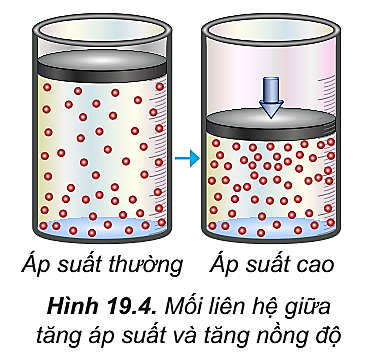 Áp suất thường Áp suất cao
Hình 19.4. Mối liên hệ giữa
tăng áp suất và tăng nồng độ